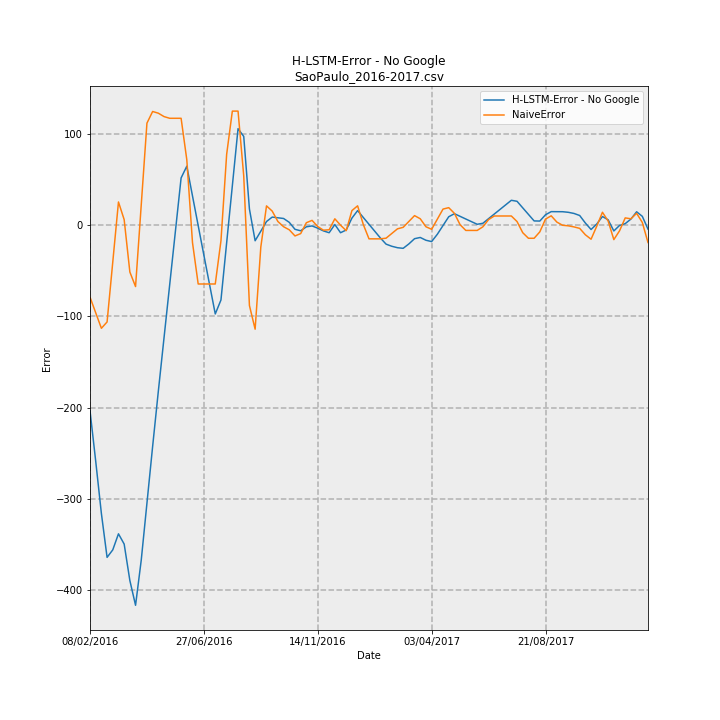 H-LSTM-Error - No Google
SaoPaulo_2016-2017.csv
H-LSTM-Error - No Google
NaiveError
100
0
−100
−200
−300
−400
Error
08/02/2016 27/06/2016 14/11/2016 03/04/2017 21/08/2017
Date